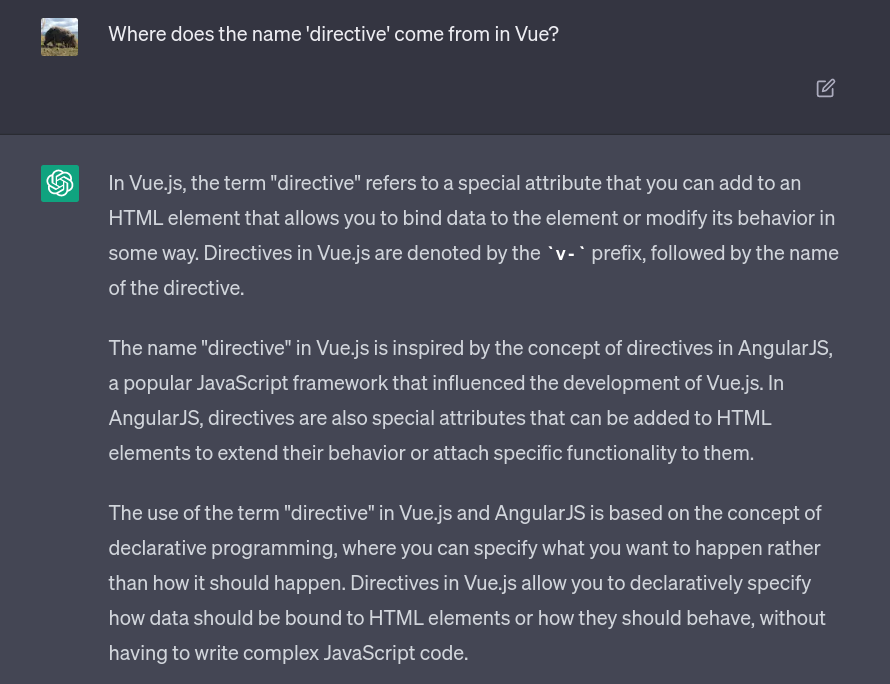 Where does the name 'directive' come from in Vue?
In Vue.js, the term "directive" refers to a special attribute that you can add to an
HTML element that allows you to bind data to the element or modify its behavior in
some way. Directives in Vue.js are denoted by the `v-` prefix, followed by the name
of the directive.
The name "directive" in Vue.js is inspired by the concept of directives in AngularJS,
a popular JavaScript framework that influenced the development of Vue.js. In
AngularJS, directives are also special attributes that can be added to HTML
elements to extend their behavior or attach specific functionality to them.
The use of the term "directive" in Vue.js and AngularJS is based on the concept of
declarative programming, where you can specify what you want to happen rather
than how it should happen. Directives in Vue.js allow you to declaratively specify
how data should be bound to HTML elements or how they should behave, without
having to write complex JavaScript code.